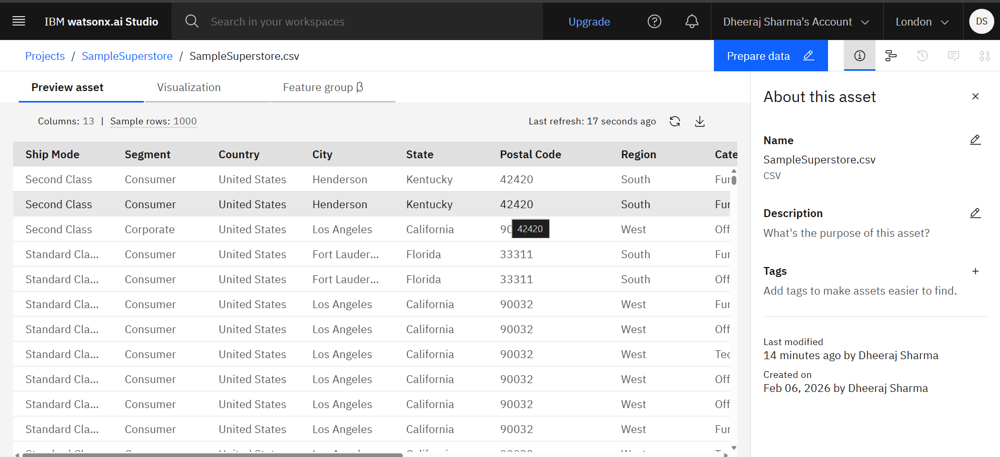 IBM watsonx.ai Studio Search in your workspaces Upgrade Dheeraj Sharma's Account London DS
Projects / SampleSuperstore / SampleSuperstore.csv Prepare data
Preview asset Visualization Feature group β
Columns: 13 | Sample rows: 1000 Last refresh: 17 seconds ago
Ship Mode Segment Country City State Postal Code Region Cate
Second Class Consumer United States Henderson Kentucky 42420 South Fur
Second Class Consumer United States Henderson Kentucky 42420 South Fur
Second Class Corporate United States Los Angeles California 90 42420 West Off
Standard Cla... Consumer United States Fort Lauder... Florida 33311 South Fur
Standard Cla... Consumer United States Fort Lauder... Florida 33311 South Off
Standard Cla... Consumer United States Los Angeles California 90032 West Fur
Standard Cla... Consumer United States Los Angeles California 90032 West Off
Standard Cla... Consumer United States Los Angeles California 90032 West Tec
Standard Cla... Consumer United States Los Angeles California 90032 West Off
Standard Cla... Consumer United States Los Angeles California 90032 West Off
Standard Cla... Consumer United States Los Angeles California 90032 West Fur
About this asset
Name
SampleSuperstore.csv
CSV
Description
What's the purpose of this asset?
Tags
Add tags to make assets easier to find.
Last modified
14 minutes ago by Dheeraj Sharma
Created on
Feb 06, 2026 by Dheeraj Sharma